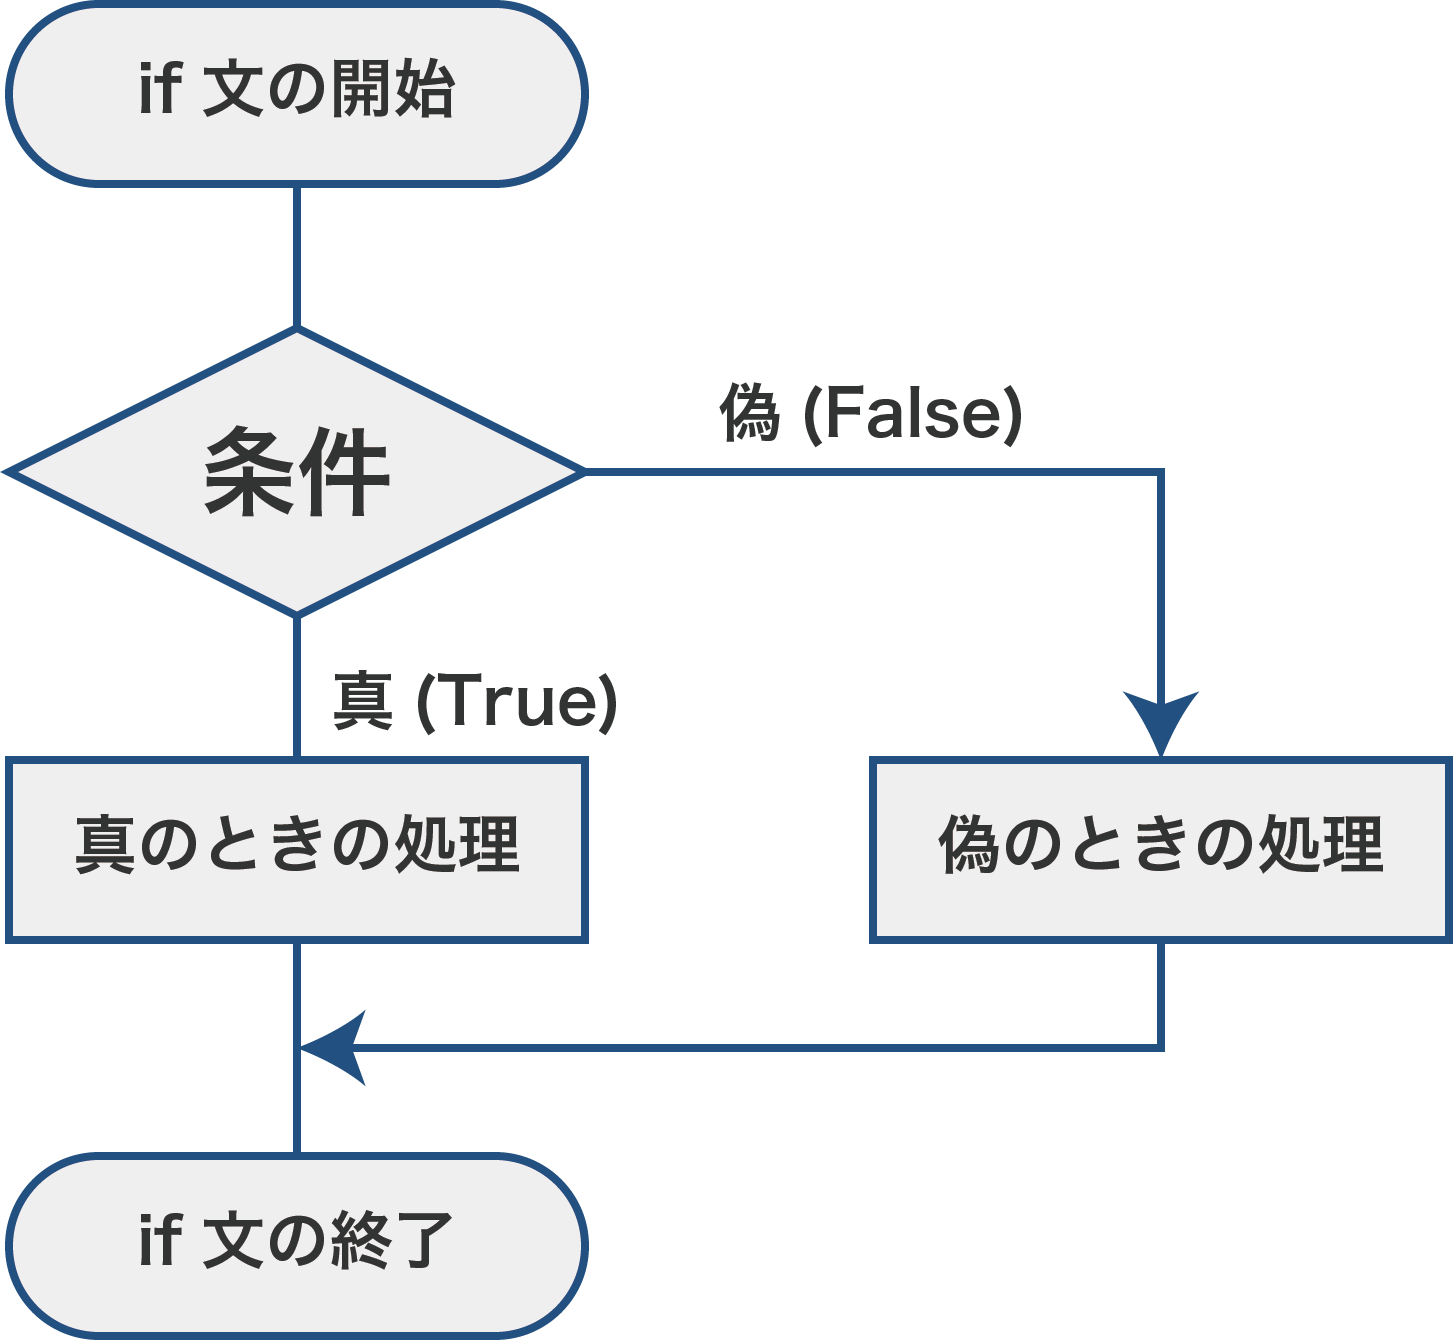 if 文の開始
条件
偽 (False)
真 (True)
真のときの処理
偽のときの処理
if 文の終了